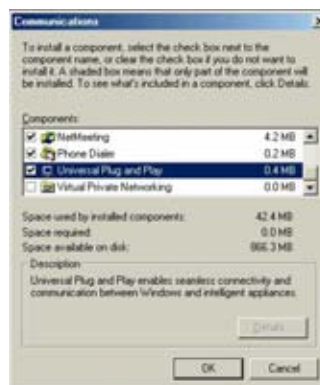 Communications
To install a component, select the check box next to the
component name, or clear the check box if you do not want to
install it. A shaded box means that only part of the component will
be installed. To see what's included in a component, click Details.
Components:
NetMeeting 4.2 MB
Phone Dialer 0.2 MB
Universal Plug and Play 0.4 MB
Virtual Private Networking 0.0 MB
Space used by installed components: 42.4 MB
Space required: 0.0 MB
Space available on disk: 866.3 MB
Description
Universal Plug and Play enables seamless connectivity and
communication between Windows and intelligent appliances.
Details
OK Cancel